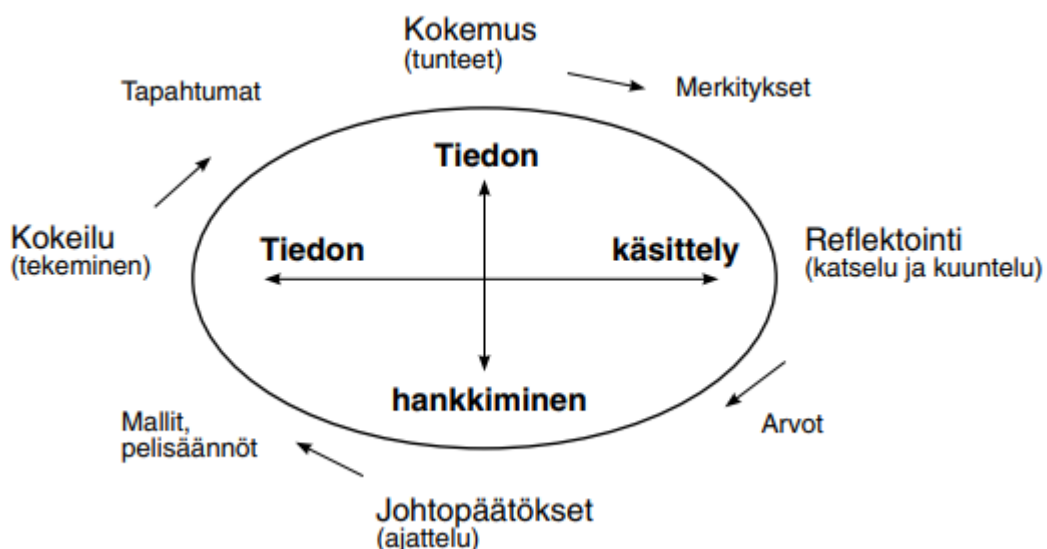 Kokemus
(tunteet)
Tapahtumat
Merkitykset
Tiedon
Kokeilu
(tekeminen)
Tiedon
käsittely
Reflektointi
(katselu ja kuuntelu)
hankkiminen
Mallit,
pelisäännöt
Arvot
Johtopäätökset
(ajattelu)